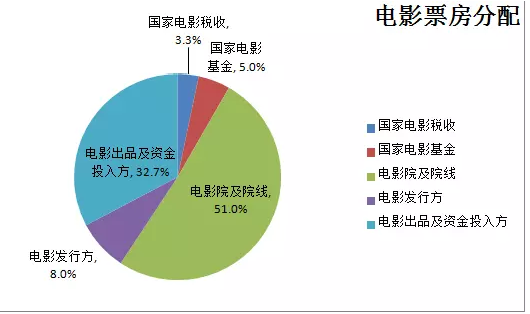 电影票房分配
国家电影税收
3.3%
国家电影
基金, 5.0%
电影出品及资金
投入方, 32.7%
电影院及院线,
51.0%
电影发行方,
8.0%
国家电影税收
国家电影基金
电影院及院线
电影发行方
电影出品及资金投入方